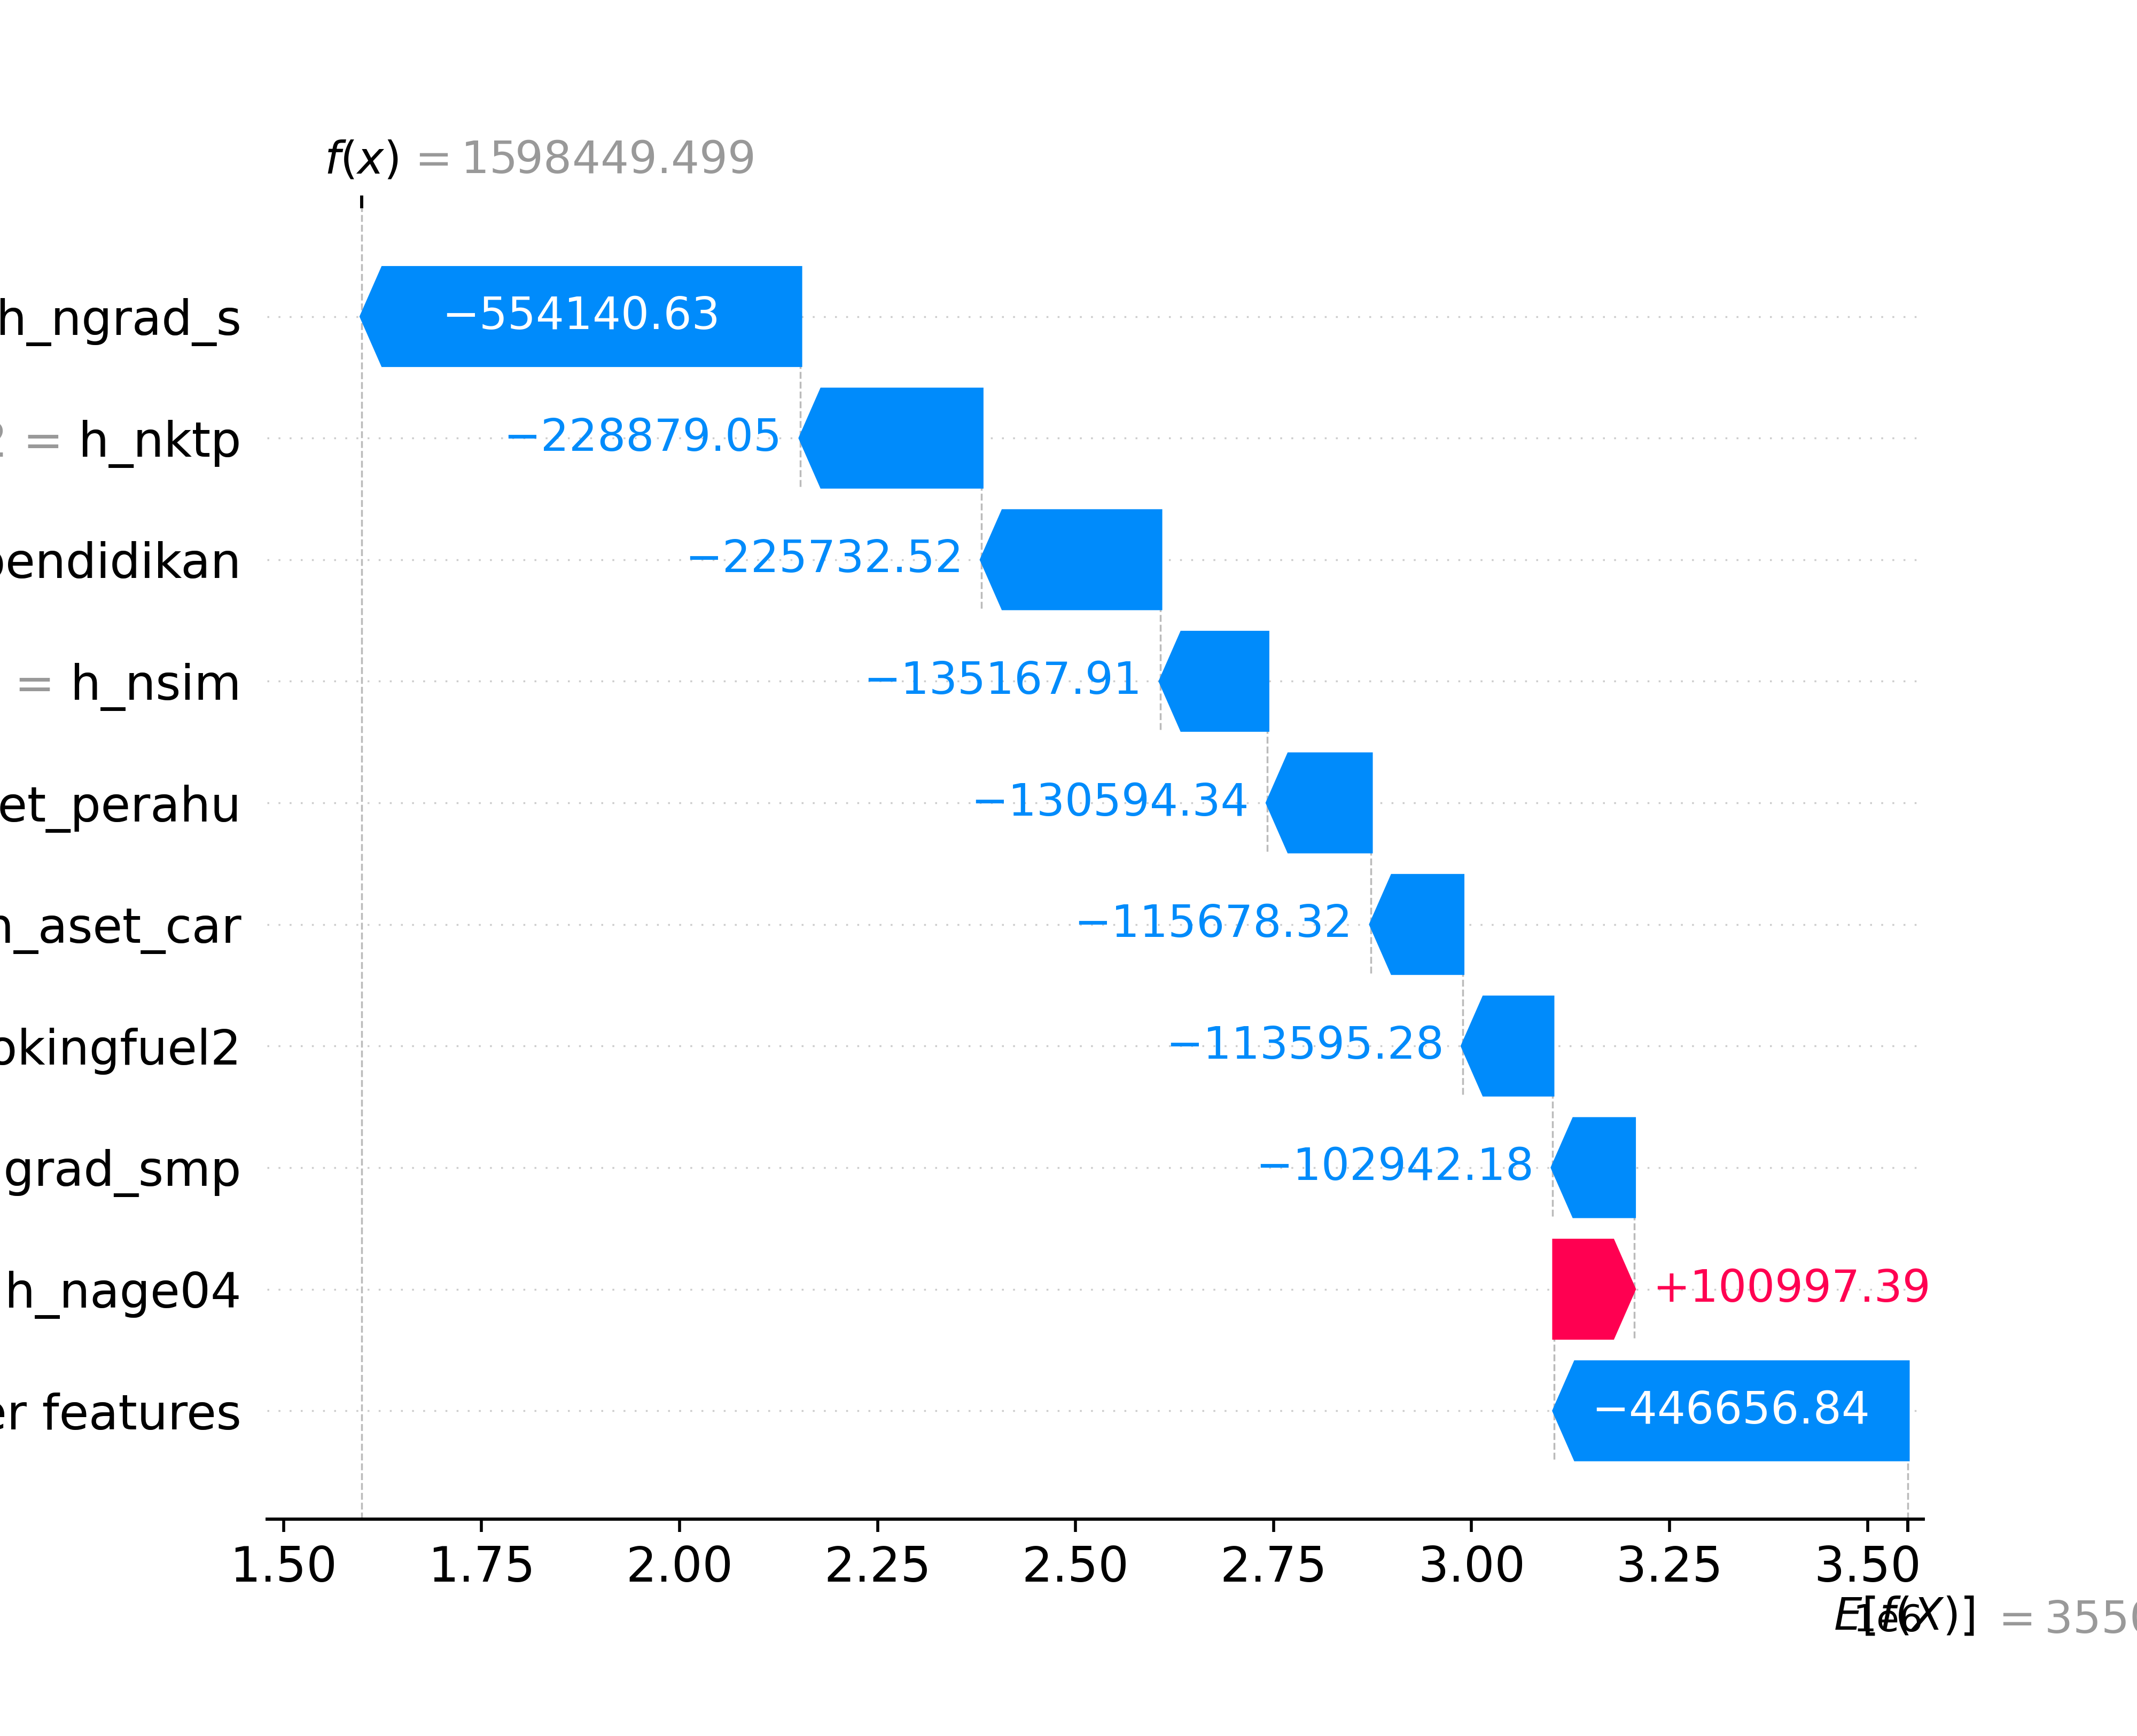 f(x) = 1598449.499
h_ngrad_s
−554140.63
= h_nktp
−228879.05
pendidikan
−225732.52
= h_nsim
−135167.91
et_perahu
−130594.34
h_aset_car
−115678.32
okingfuel2
−113595.28
grad_smp
−102942.18
h_nage04
+100997.39
er features
−446656.84
1.50 1.75 2.00 2.25 2.50 2.75 3.00 3.25 3.50
1e6
E[f(X)] = 355